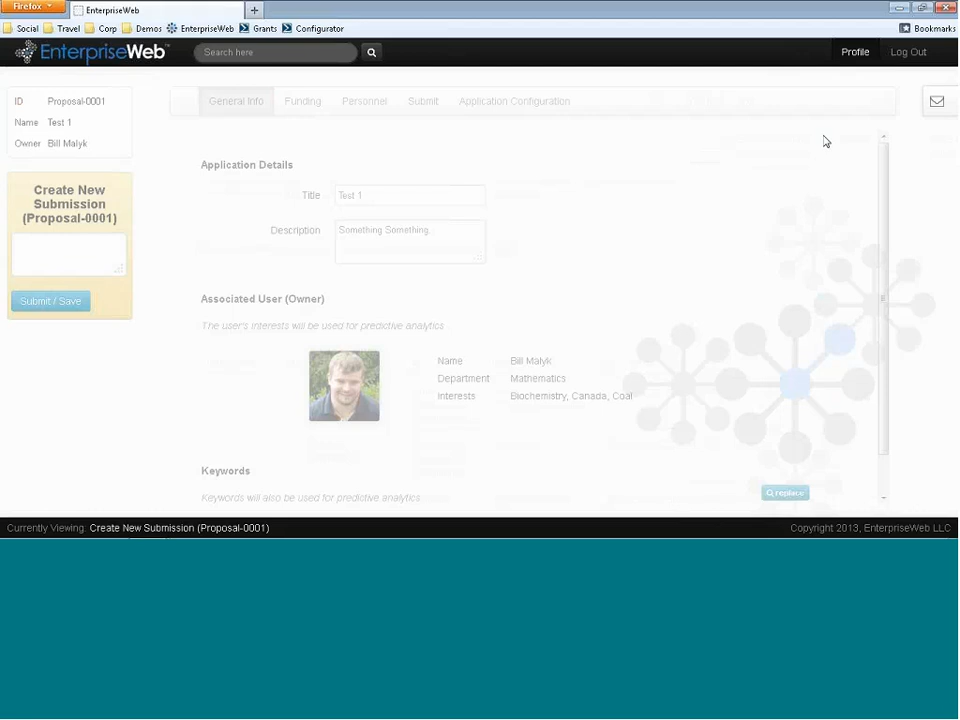 Firefox
EnterpriseWeb
+
Social Travel Corp Demos EnterpriseWeb Grants Configurator Bookmarks
EnterpriseWeb™ Search here Profile Log Out
ID Proposal-0001
Name Test 1
Owner Bill Malyk
Create New
Submission
(Proposal-0001)
Submit / Save
General Info Funding Personnel Submit Application Configuration
Application Details
Title Test 1
Description Something Something.
Associated User (Owner)
The user's interests will be used for predictive analytics
Name Bill Malyk
Department Mathematics
Interests Biochemistry, Canada, Coal
Keywords
replace
Keywords will also be used for predictive analytics
Currently Viewing: Create New Submission (Proposal-0001) Copyright 2013, EnterpriseWeb LLC